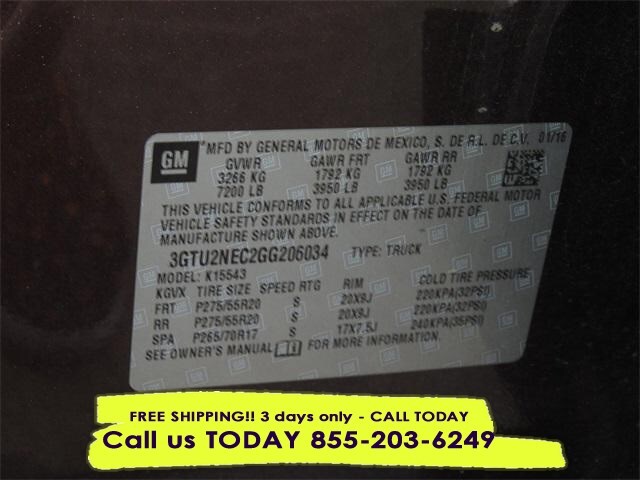 GM
MFD BY GENERAL MOTORS DE MEXICO, S. DE R.L. DE C.V. 01/16
GVWR GAWR FRT GAWR RR
3266 KG 1792 KG 1792 KG
7200 LB 3950 LB 3950 LB
THIS VEHICLE CONFORMS TO ALL APPLICABLE U.S. FEDERAL MOTOR
VEHICLE SAFETY STANDARDS IN EFFECT ON THE DATE OF
MANUFACTURE SHOWN ABOVE.
3GTU2NEC2GG206034 TYPE: TRUCK
MODEL: K15543
KGVX TIRE SIZE SPEED RTG RIM COLD TIRE PRESSURE
FRT P275/55R20 S 20X9J 220KPA(32PSI)
RR P275/55R20 S 20X9J 220KPA(32PSI)
SPA P265/70R17 S 17X7.5J 240KPA(35PSI)
SEE OWNER'S MANUAL FOR MORE INFORMATION.
FREE SHIPPING!! 3 days only - CALL TODAY
Call us TODAY 855-203-6249